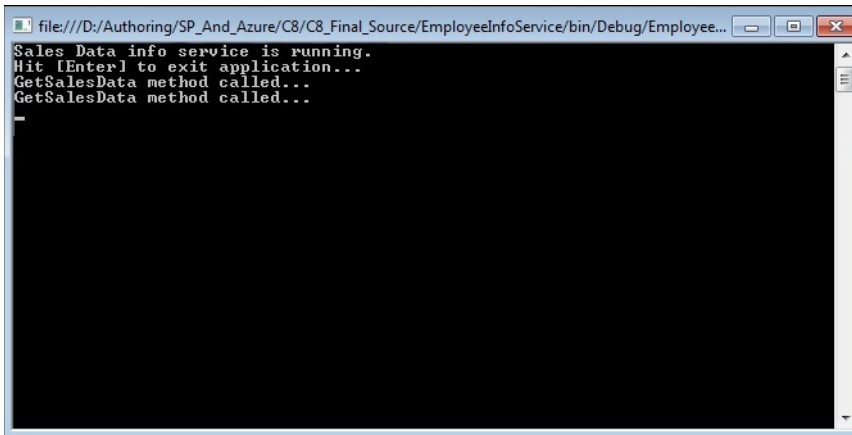 file:///D:/Authoring/SP_And_Azure/C8/C8_Final_Source/EmployeeInfoService/bin/Debug/Employee...
Sales Data info service is running.
Hit [Enter] to exit application...
GetSalesData method called...
GetSalesData method called...